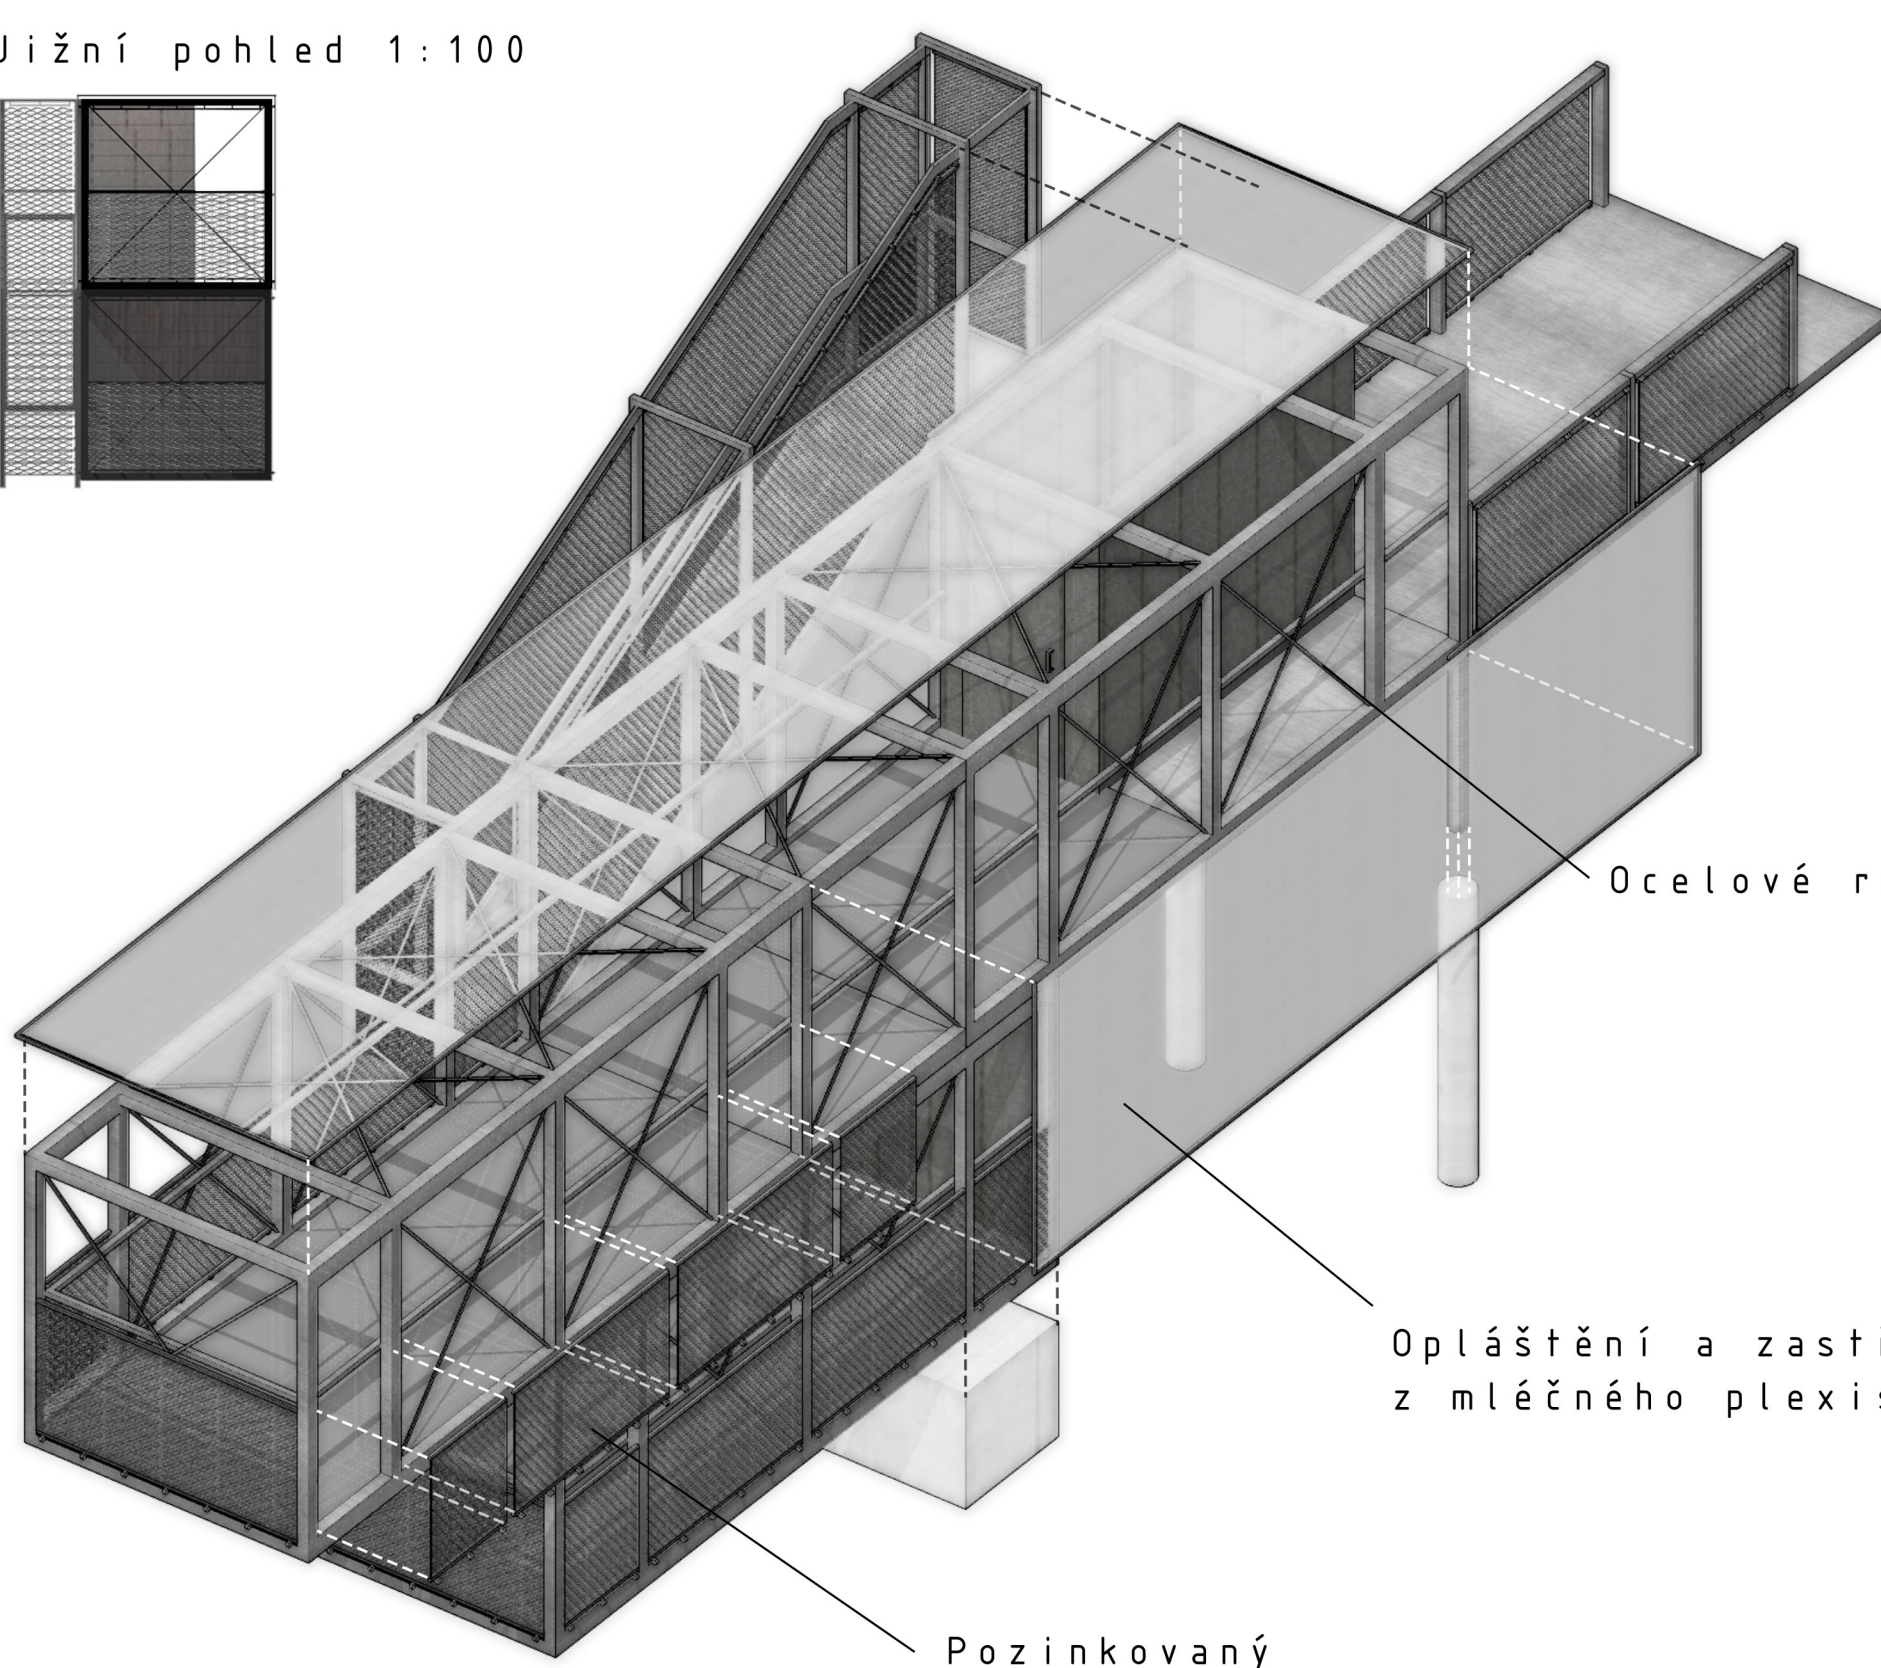 Jižní pohled 1:100
Ocelové r
Opláštění a zast
z mléčného plexi
Pozinkovaný